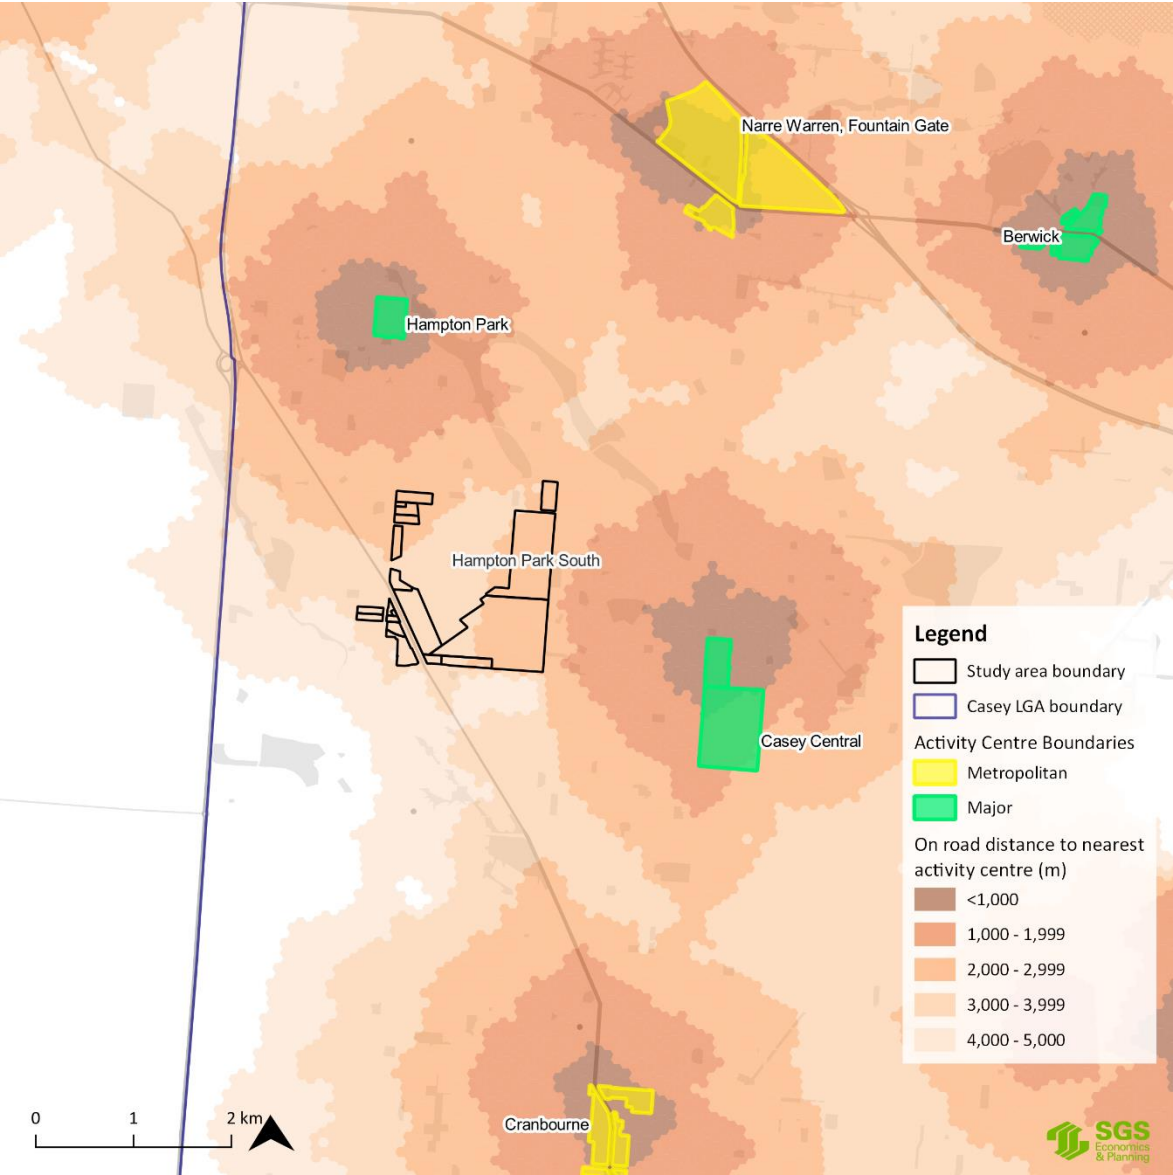 Narre Warren, Fountain Gate
Berwick
Hampton Park
Hampton Park South
Casey Central
Cranbourne
Legend
Study area boundary
Casey LGA boundary
Activity Centre Boundaries
Metropolitan
Major
On road distance to nearest
activity centre (m)
<1,000
1,000 - 1,999
2,000 - 2,999
3,000 - 3,999
4,000 - 5,000
0 1 2 km
SGS
Economics
& Planning